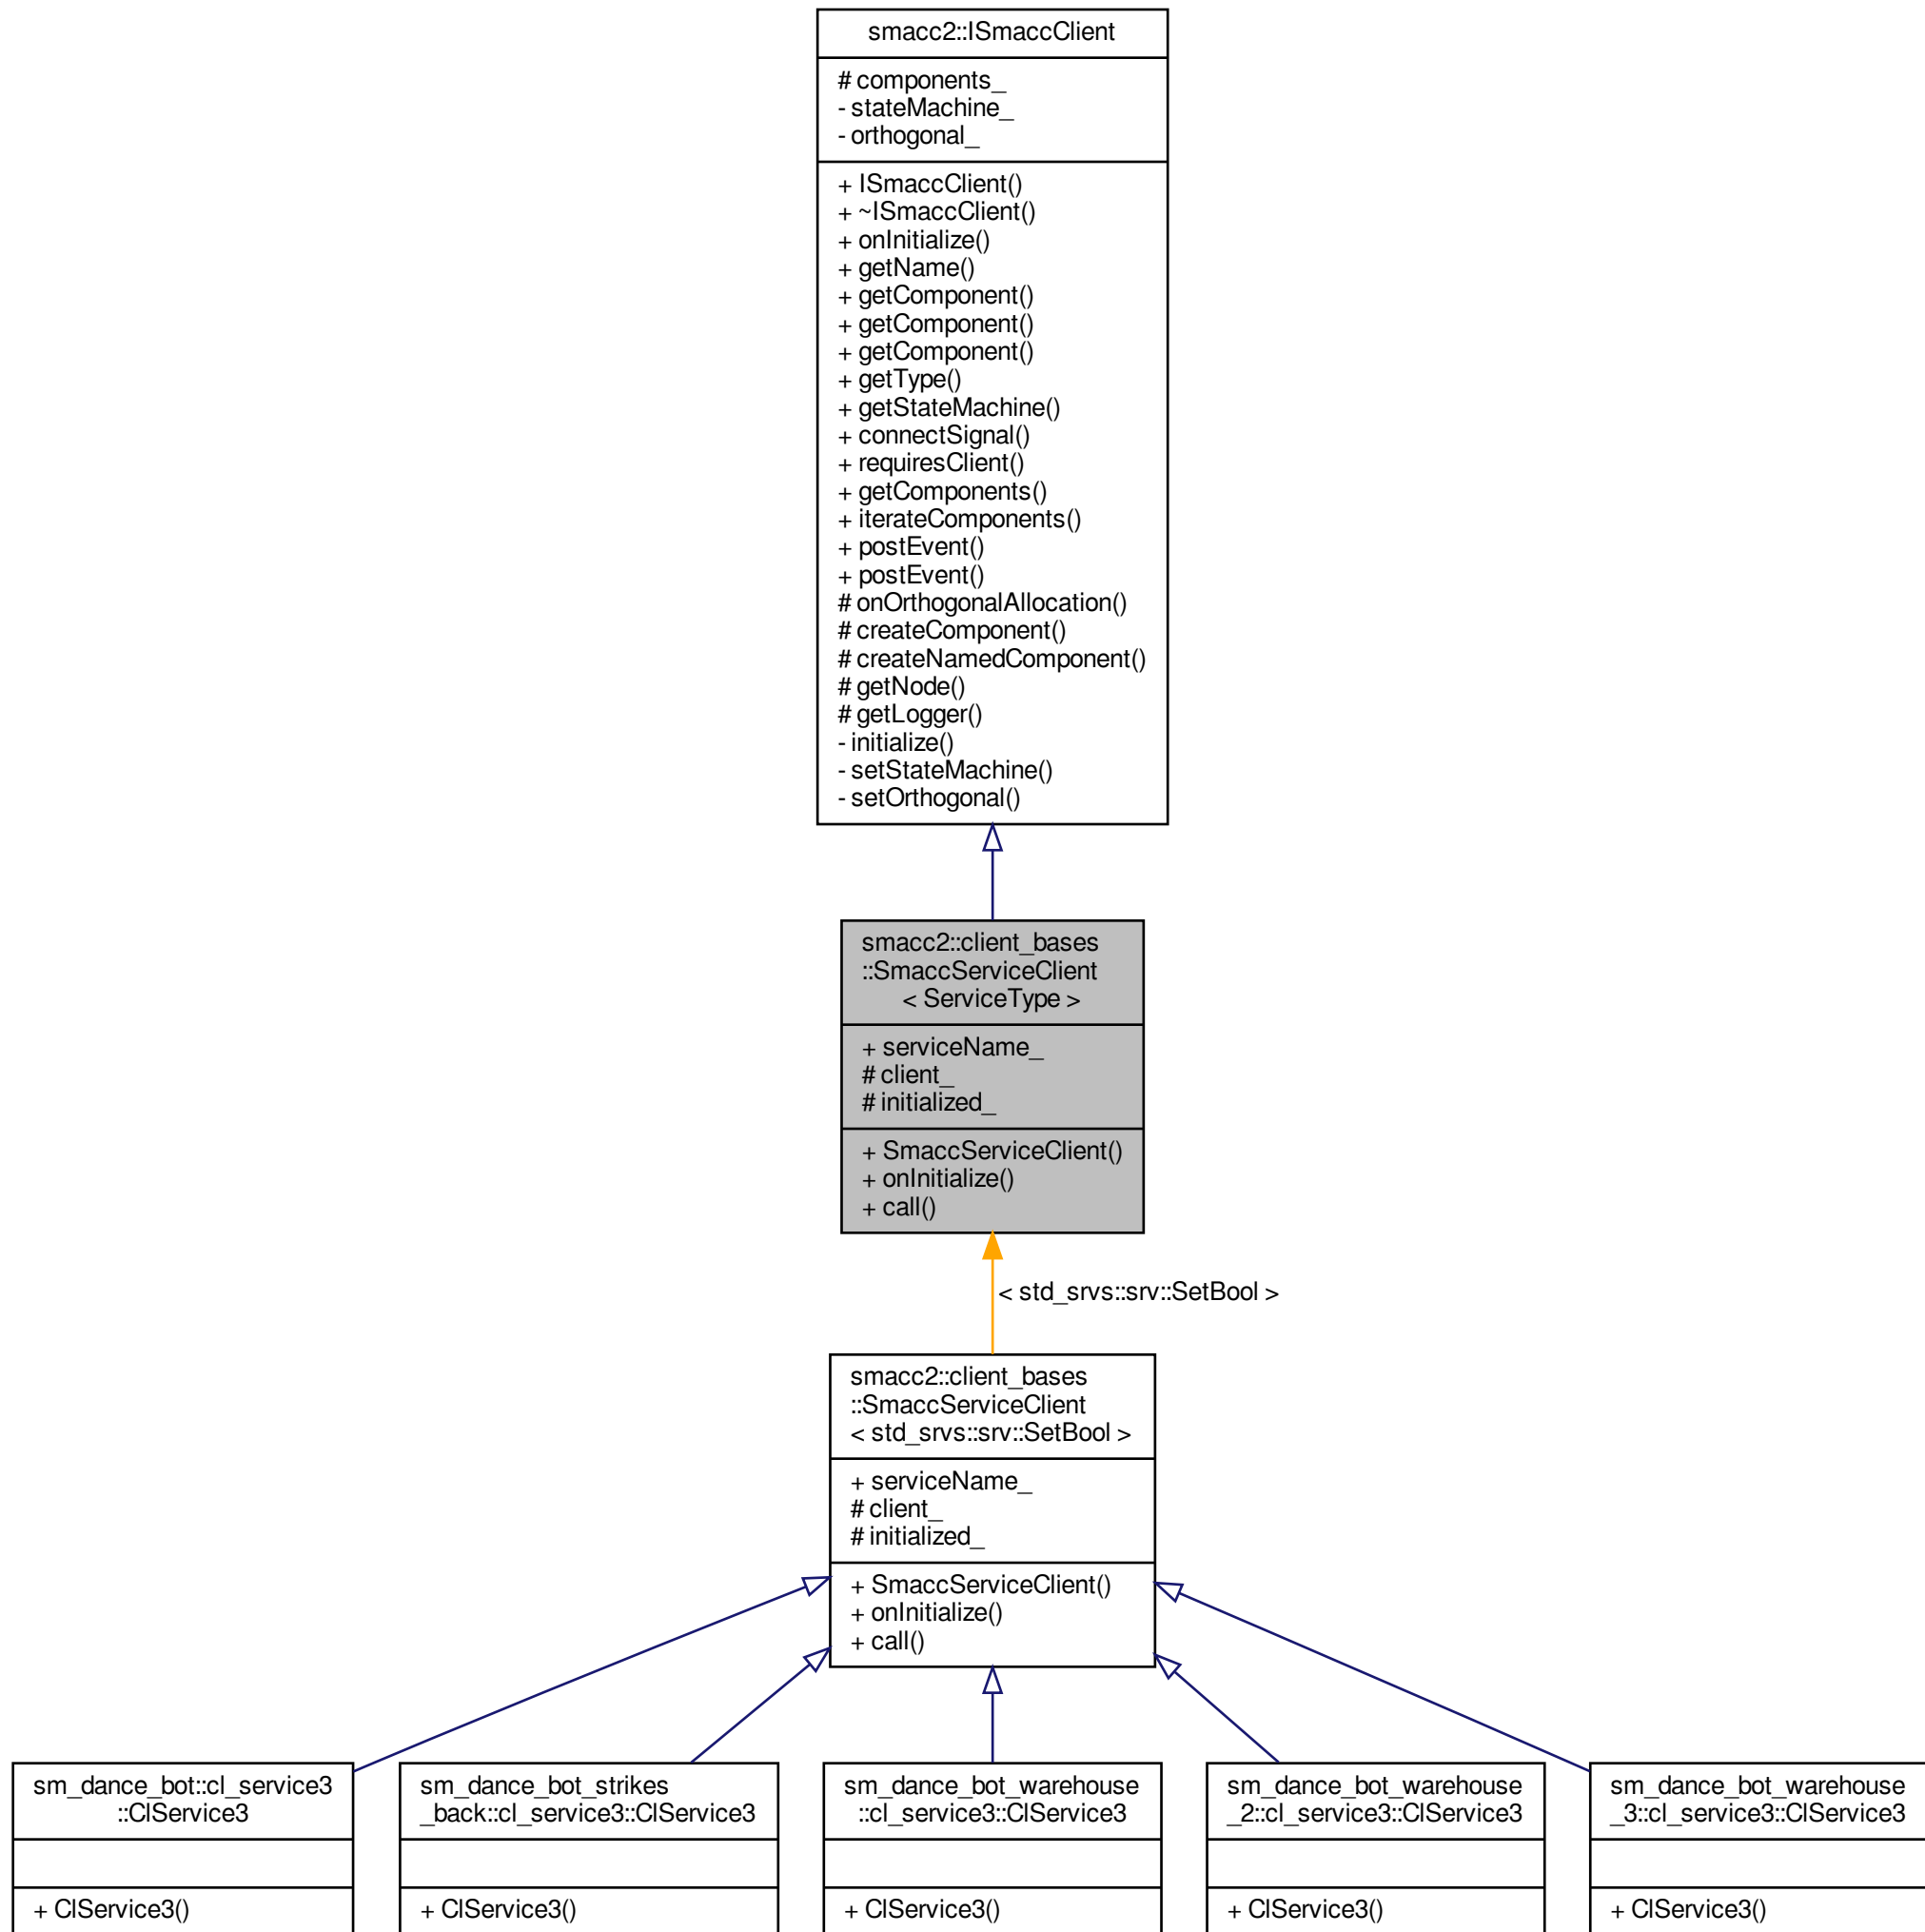 smacc2::ISmaccClient
# components_
- stateMachine_
- orthogonal_
+ ISmaccClient()
+ ~ISmaccClient()
+ onInitialize()
+ getName()
+ getComponent()
+ getComponent()
+ getComponent()
+ getType()
+ getStateMachine()
+ connectSignal()
+ requiresClient()
+ getComponents()
+ iterateComponents()
+ postEvent()
+ postEvent()
# onOrthogonalAllocation()
# createComponent()
# createNamedComponent()
# getNode()
# getLogger()
- initialize()
- setStateMachine()
- setOrthogonal()
smacc2::client_bases
::SmaccServiceClient
< ServiceType >
+ serviceName_
# client_
# initialized_
+ SmaccServiceClient()
+ onInitialize()
+ call()
< std_srvs::srv::SetBool >
smacc2::client_bases
::SmaccServiceClient
< std_srvs::srv::SetBool >
+ serviceName_
# client_
# initialized_
+ SmaccServiceClient()
+ onInitialize()
+ call()
sm_dance_bot::cl_service3
::ClService3
+ ClService3()
sm_dance_bot_strikes
_back::cl_service3::ClService3
+ ClService3()
sm_dance_bot_warehouse
::cl_service3::ClService3
+ ClService3()
sm_dance_bot_warehouse
_2::cl_service3::ClService3
+ ClService3()
sm_dance_bot_warehouse
_3::cl_service3::ClService3
+ ClService3()